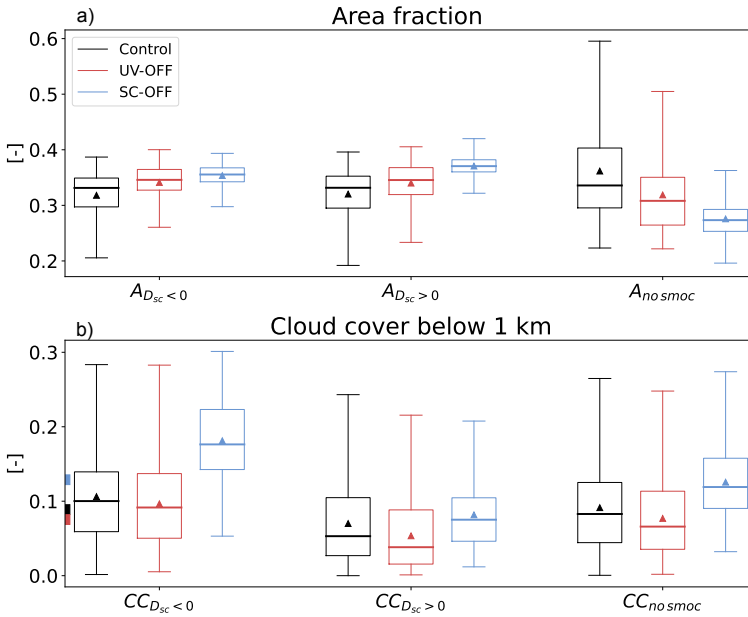 a) Area fraction
0.6
0.5
0.4
0.3
0.2
[-]
Control
UV-OFF
SC-OFF
A_{D_{sc}<0} A_{D_{sc}>0} A_{no smoc}
b) Cloud cover below 1 km
0.3
0.2
0.1
0.0
[-]
CC_{D_{sc}<0} CC_{D_{sc}>0} CC_{no smoc}